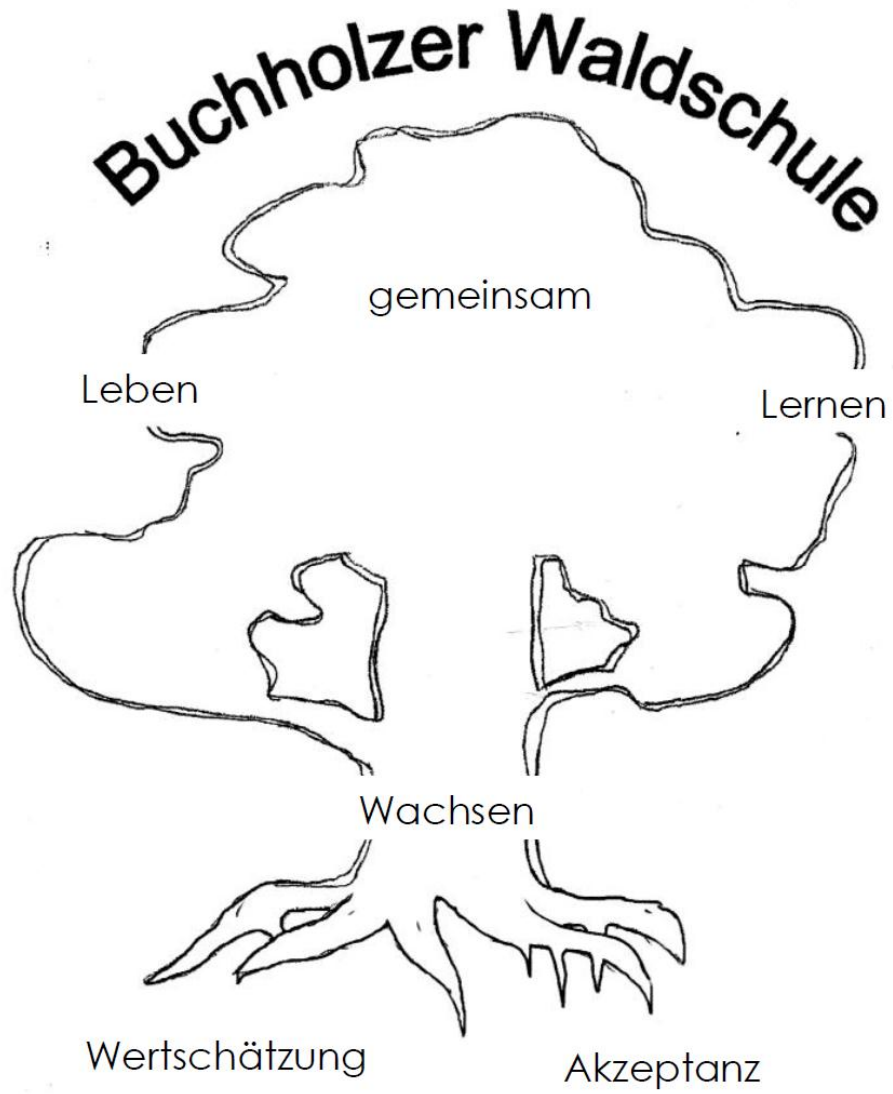 Buchholzer Waldschule
gemeinsam
Leben
Lernen
Wachsen
Wertschätzung
Akzeptanz